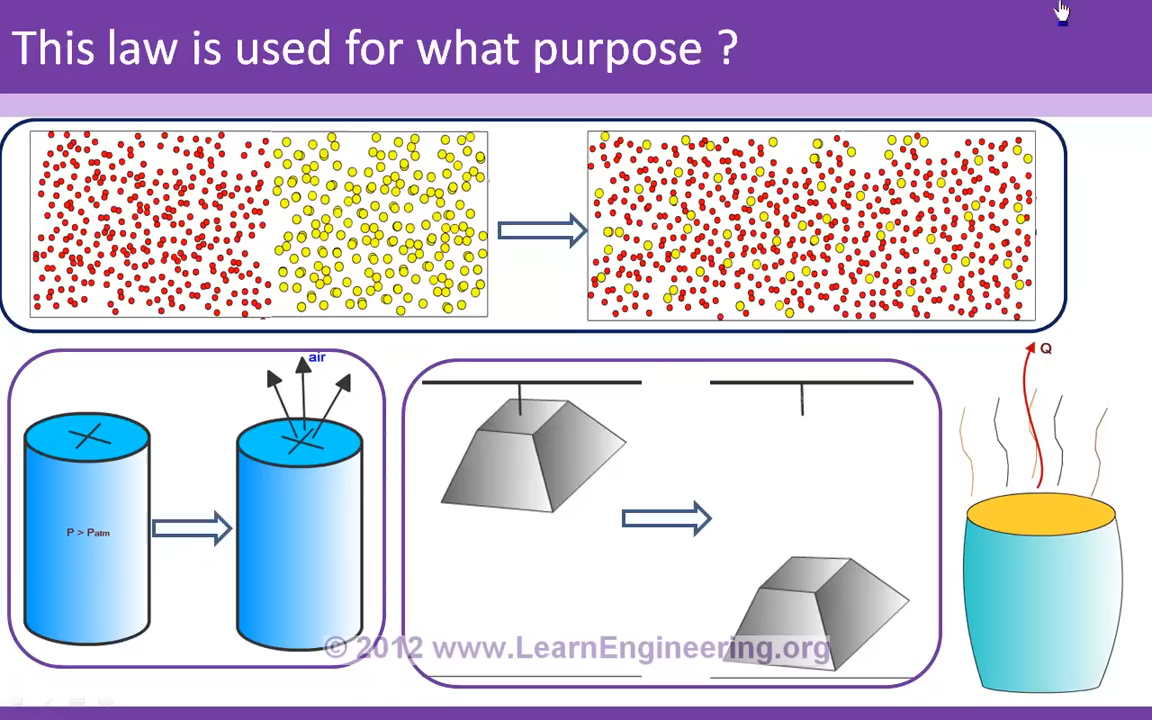 This law is used for what purpose ?
air
Q
P > Patm
© 2012 www.LearnEngineering.org